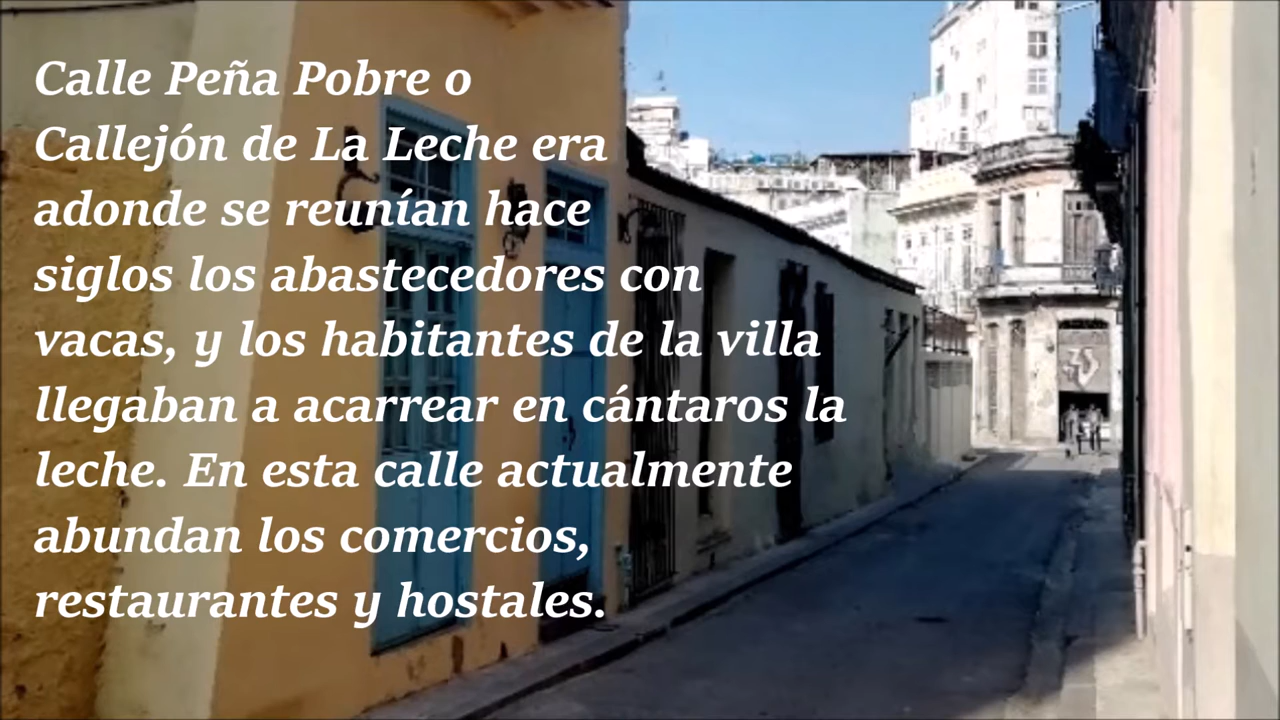 Calle Peña Pobre o
Callejón de La Leche era
adonde se reunían hace
siglos los abastecedores con
vacas, y los habitantes de la villa
llegaban a acarrear en cántaros la
leche. En esta calle actualmente
abundan los comercios,
restaurantes y hostales.